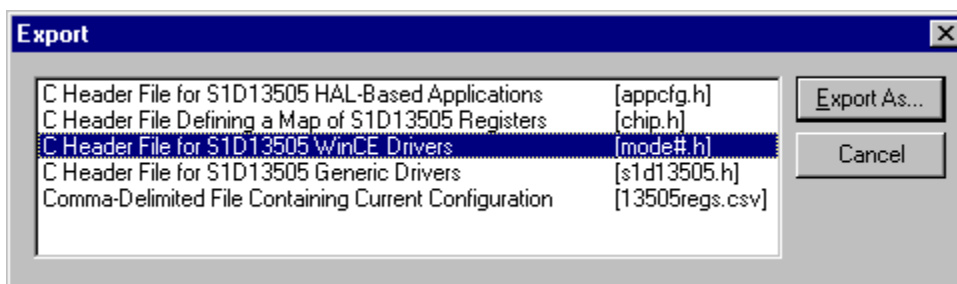 Export
C Header File for S1D13505 HAL-Based Applications [appcfg.h]
C Header File Defining a Map of S1D13505 Registers [chip.h]
C Header File for S1D13505 WinCE Drivers [mode#.h]
C Header File for S1D13505 Generic Drivers [s1d13505.h]
Comma-Delimited File Containing Current Configuration [13505regs.csv]
Export As...
Cancel